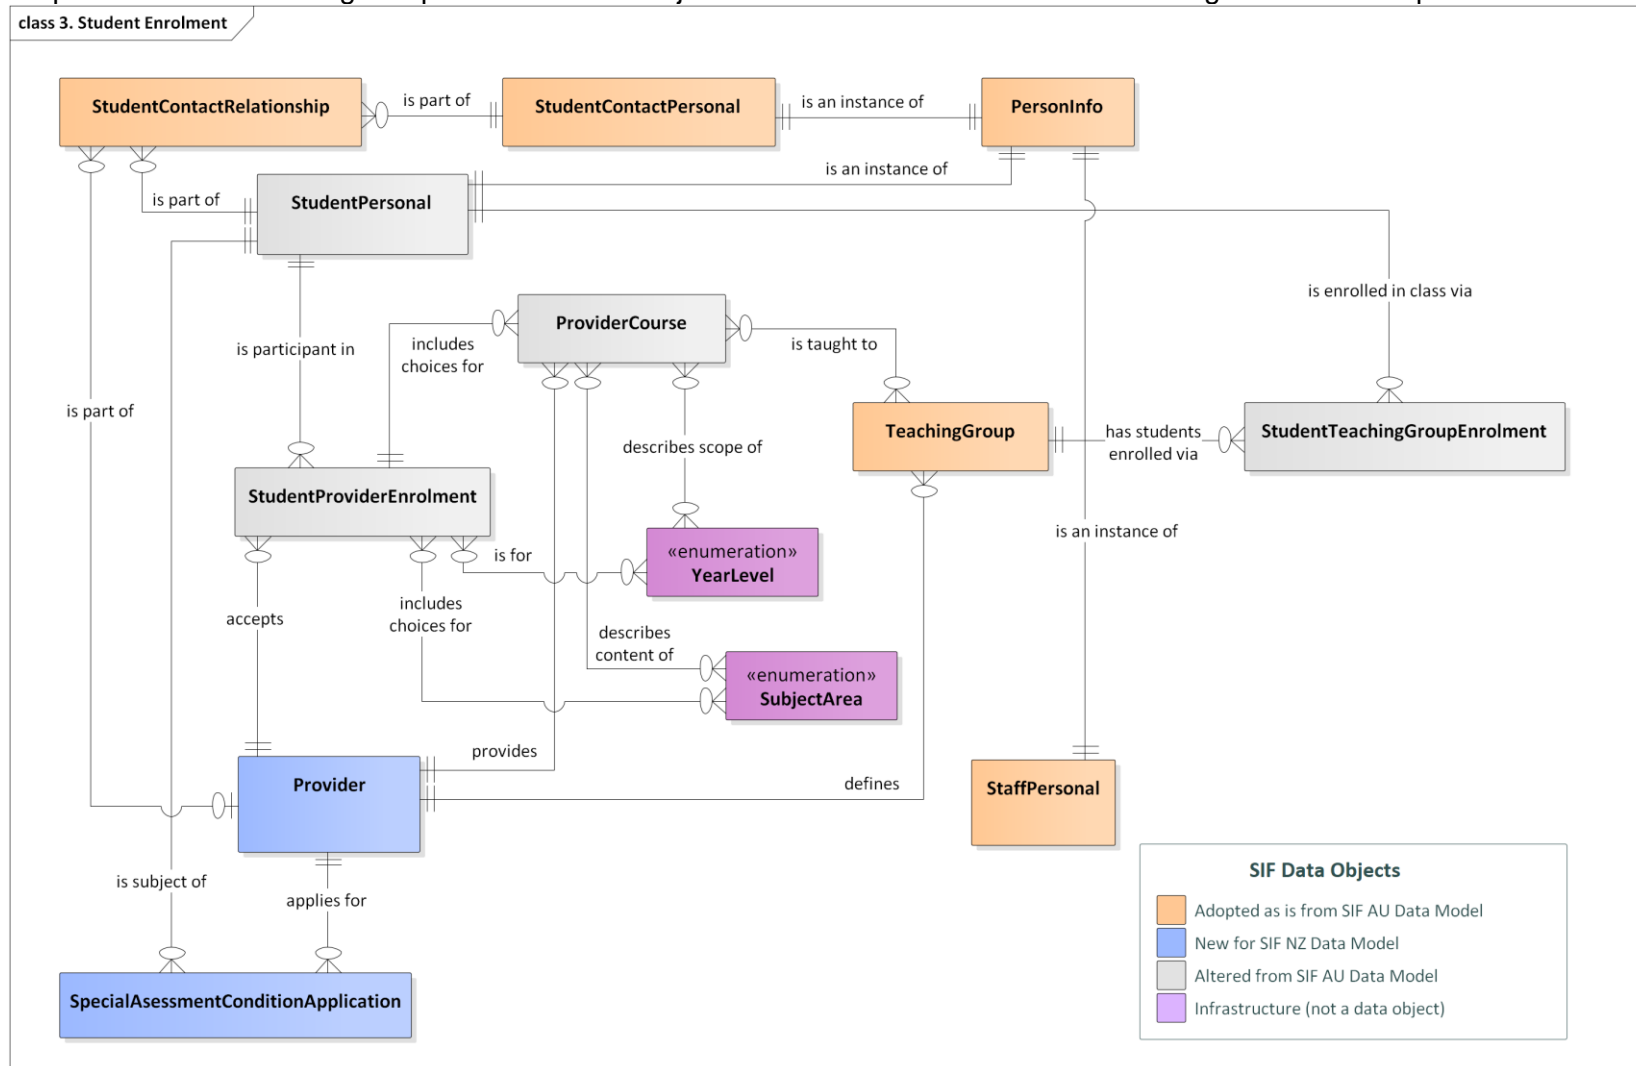 class 3. Student Enrolment
StudentContactRelationship
is part of
StudentContactPersonal
is an instance of
PersonInfo
is an instance of
is part of
StudentPersonal
is enrolled in class via
ProviderCourse
is participant in
includes
choices for
is taught to
is part of
TeachingGroup
has students
enrolled via
StudentTeachingGroupEnrolment
describes scope of
StudentProviderEnrolment
is an instance of
is for
«enumeration»
YearLevel
accepts
includes
choices for
describes
content of
«enumeration»
SubjectArea
provides
Provider
defines
StaffPersonal
is subject of
applies for
SpecialAsessmentConditionApplication
SIF Data Objects
Adopted as is from SIF AU Data Model
New for SIF NZ Data Model
Altered from SIF AU Data Model
Infrastructure (not a data object)